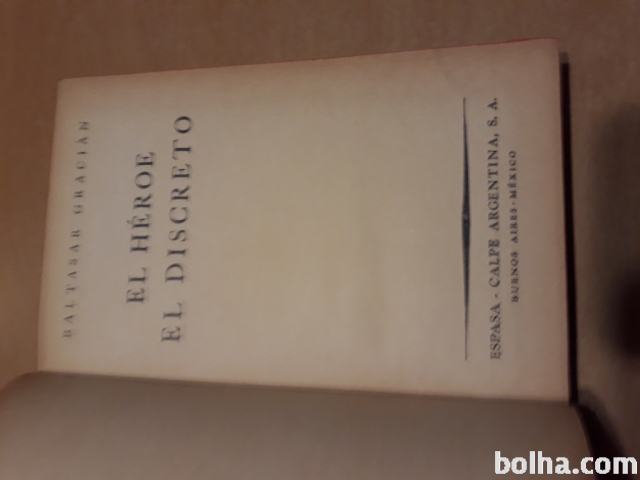 BALTASAR GRACIÁN
EL HÉROE
EL DISCRETO
ESPASA - CALPE ARGENTINA, S. A.
BUENOS AIRES - MÉXICO
bolha.com